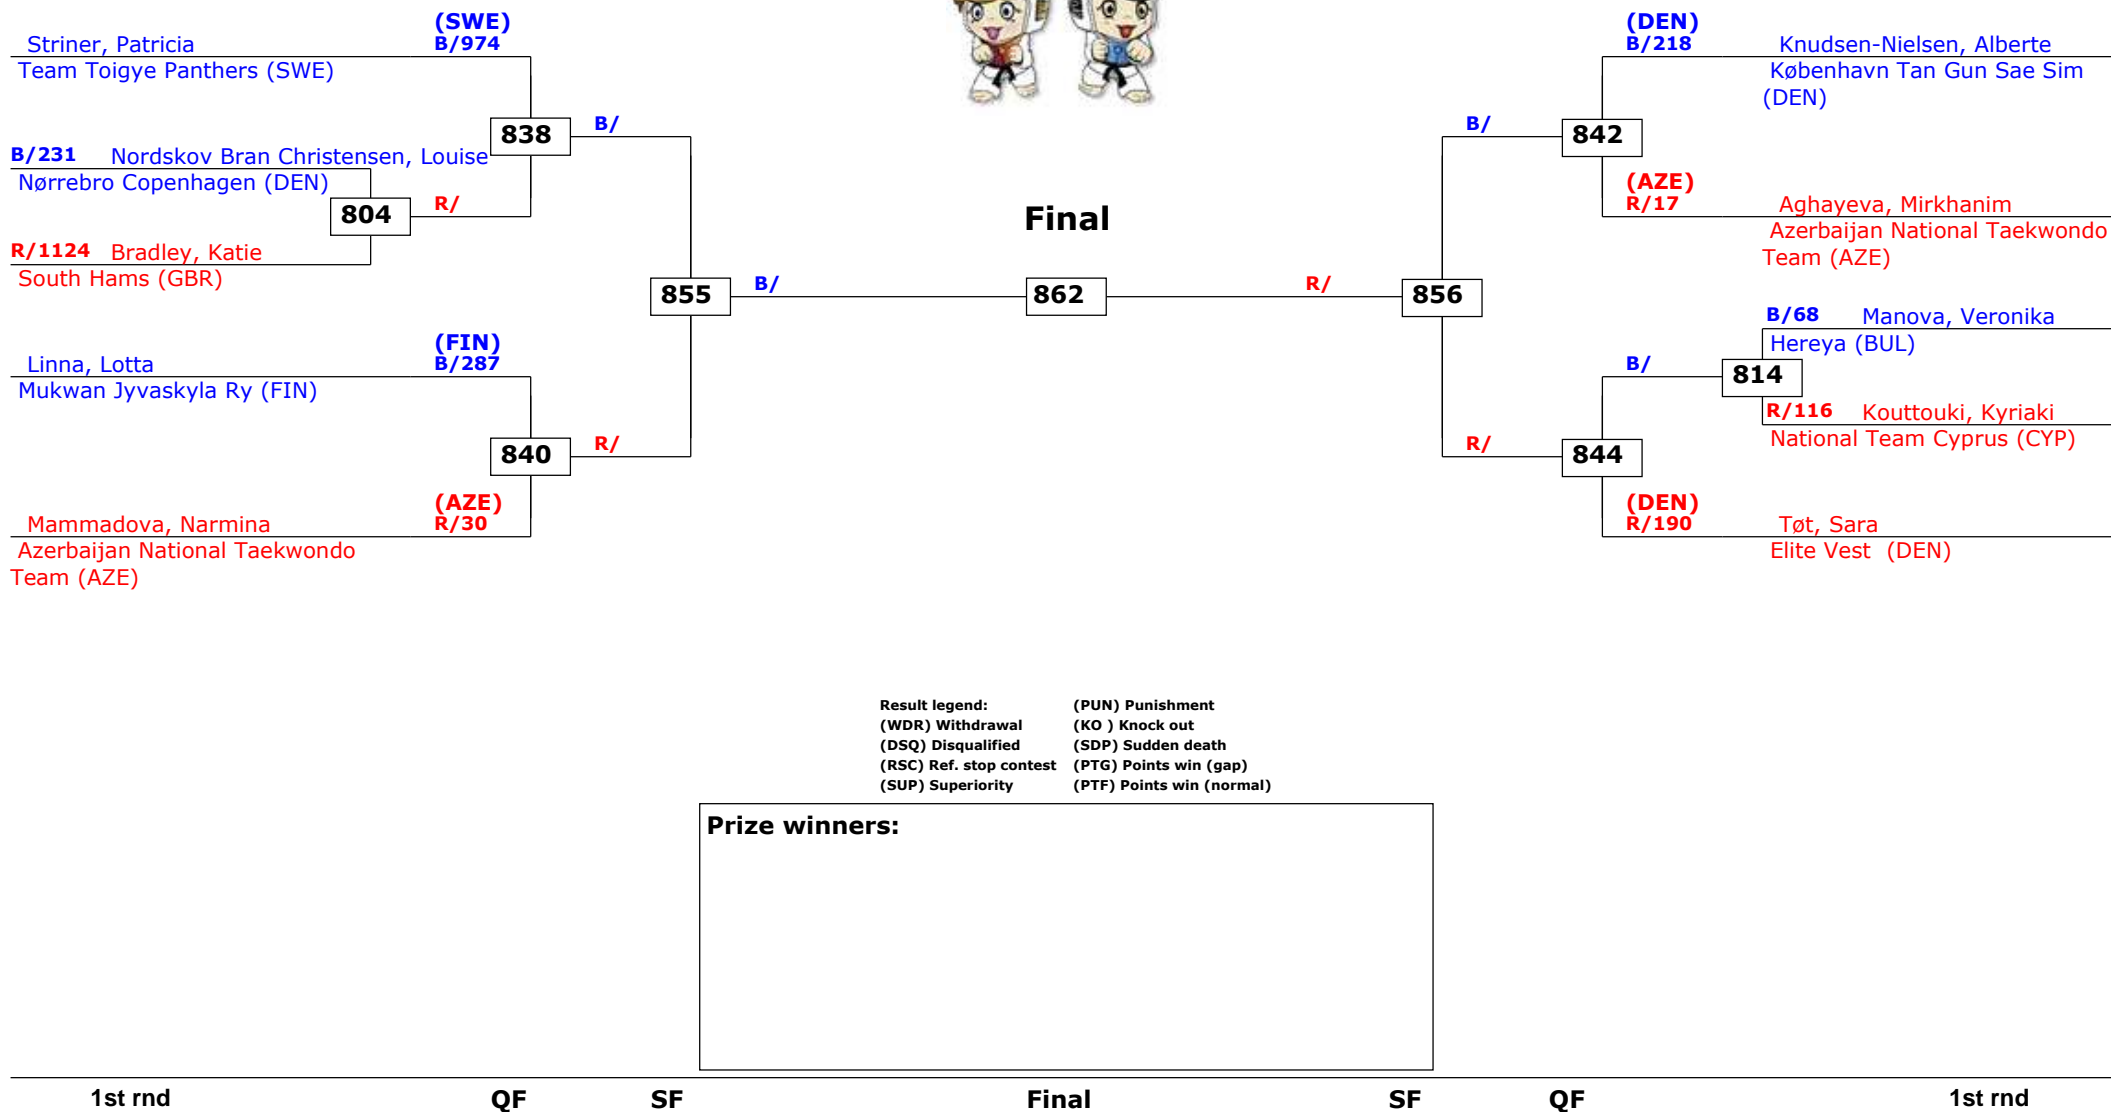 (SWE)
B/974
Striner, Patricia
Team Toigye Panthers (SWE)
838
B/
B/231 Nordskov Bran Christensen, Louise
Nørrebro Copenhagen (DEN)
804
R/
R/1124 Bradley, Katie
South Hams (GBR)
855
B/
(FIN)
B/287
Linna, Lotta
Mukwan Jyvaskyla Ry (FIN)
840
R/
(AZE)
R/30
Mammadova, Narmina
Azerbaijan National Taekwondo
Team (AZE)
Final
862
(DEN)
B/218
Knudsen-Nielsen, Alberte
København Tan Gun Sae Sim
(DEN)
B/
842
(AZE)
R/17
Aghayeva, Mirkhanim
Azerbaijan National Taekwondo
Team (AZE)
R/
856
B/68 Manova, Veronika
Hereya (BUL)
B/
814
R/116 Kouttouki, Kyriaki
National Team Cyprus (CYP)
R/
844
(DEN)
R/190
Tøt, Sara
Elite Vest (DEN)
Result legend: (PUN) Punishment
(WDR) Withdrawal (KO ) Knock out
(DSQ) Disqualified (SDP) Sudden death
(RSC) Ref. stop contest (PTG) Points win (gap)
(SUP) Superiority (PTF) Points win (normal)
Prize winners:
1st rnd QF SF Final SF QF 1st rnd